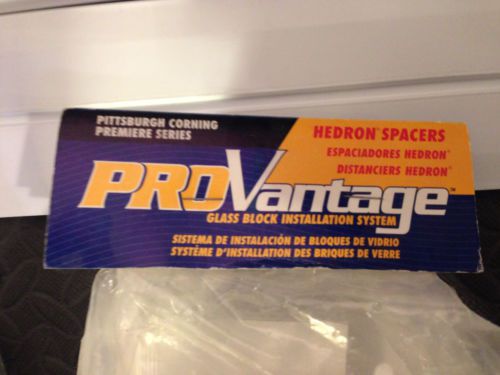 PITTSBURGH CORNING
PREMIERE SERIES
HEDRON® SPACERS
ESPACIADORES HEDRON®
DISTANCIERS HEDRON®
PROVantage™
GLASS BLOCK INSTALLATION SYSTEM
SISTEMA DE INSTALACIÓN DE BLOQUES DE VIDRIO
SYSTÈME D'INSTALLATION DES BRIQUES DE VERRE